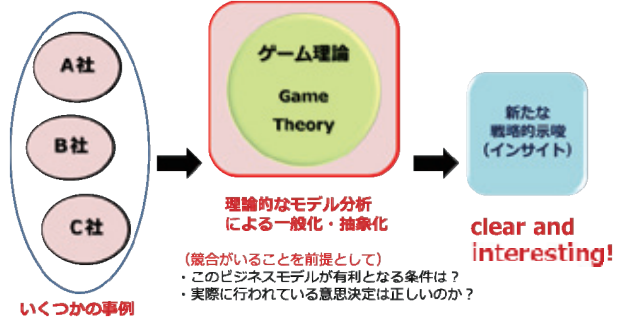 A社
B社
C社
いくつかの事例
ゲーム理論
Game
Theory
理論的なモデル分析
による一般化・抽象化
（競合がいることを前提として）
・このビジネスモデルが有利となる条件は？
・実際に行われている意思決定は正しいのか？
新たな
戦略的示唆
（インサイト）
clear and
interesting!